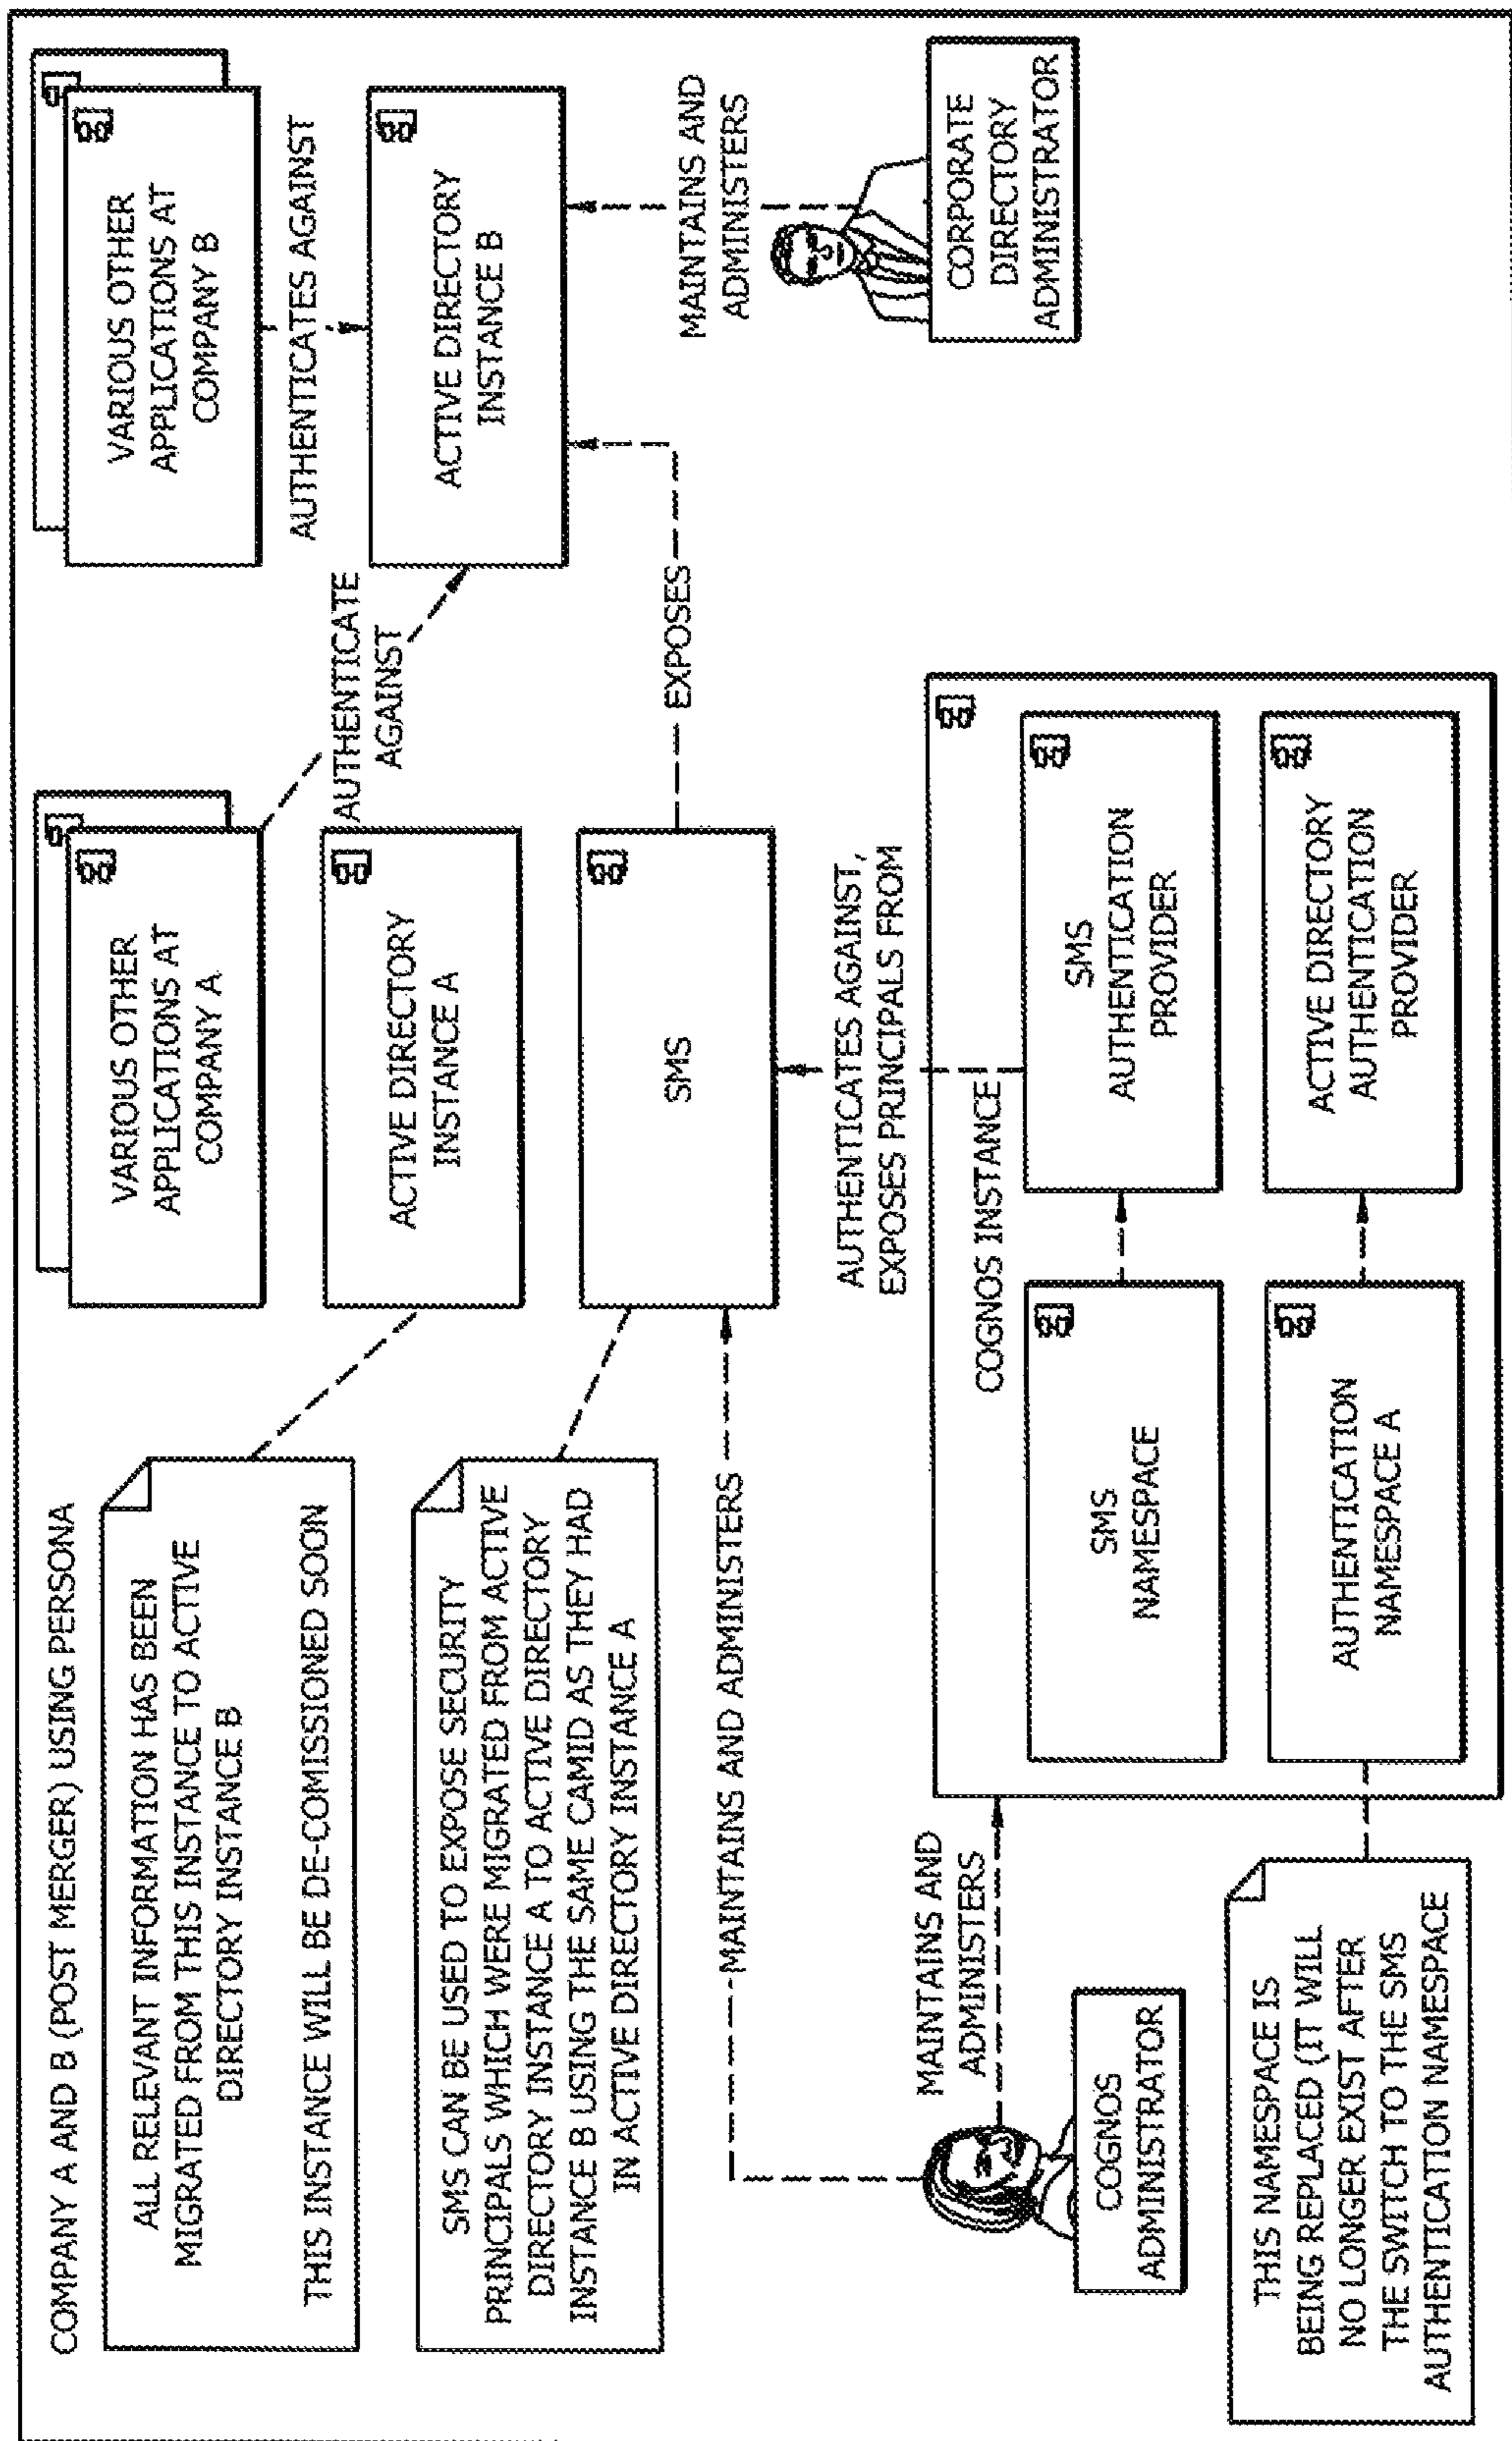 COMPANY A AND B (POST MERGER) USING PERSONA
ALL RELEVANT INFORMATION HAS BEEN
MIGRATED FROM THIS INSTANCE TO ACTIVE
DIRECTORY INSTANCE B
THIS INSTANCE WILL BE DE-COMISSIONED SOON
VARIOUS OTHER
APPLICATIONS AT
COMPANY A
VARIOUS OTHER
APPLICATIONS AT
COMPANY B
AUTHENTICATES AGAINST
AUTHENTICATE
AGAINST
ACTIVE DIRECTORY
INSTANCE A
ACTIVE DIRECTORY
INSTANCE B
SMS CAN BE USED TO EXPOSE SECURITY
PRINCIPALS WHICH WERE MIGRATED FROM ACTIVE
DIRECTORY INSTANCE A TO ACTIVE DIRECTORY
INSTANCE B USING THE SAME CAMID AS THEY HAD
IN ACTIVE DIRECTORY INSTANCE A
SMS
EXPOSES
MAINTAINS AND
ADMINISTERS
MAINTAINS AND ADMINISTERS
AUTHENTICATES AGAINST,
EXPOSES PRINCIPALS FROM
CORPORATE
DIRECTORY
ADMINISTRATOR
MAINTAINS AND
ADMINISTERS
COGNOS INSTANCE
COGNOS
ADMINISTRATOR
SMS
NAMESPACE
SMS
AUTHENTICATION
PROVIDER
THIS NAMESPACE IS
BEING REPLACED (IT WILL
NO LONGER EXIST AFTER
THE SWITCH TO THE SMS
AUTHENTICATION NAMESPACE
AUTHENTICATION
NAMESPACE A
ACTIVE DIRECTORY
AUTHENTICATION
PROVIDER